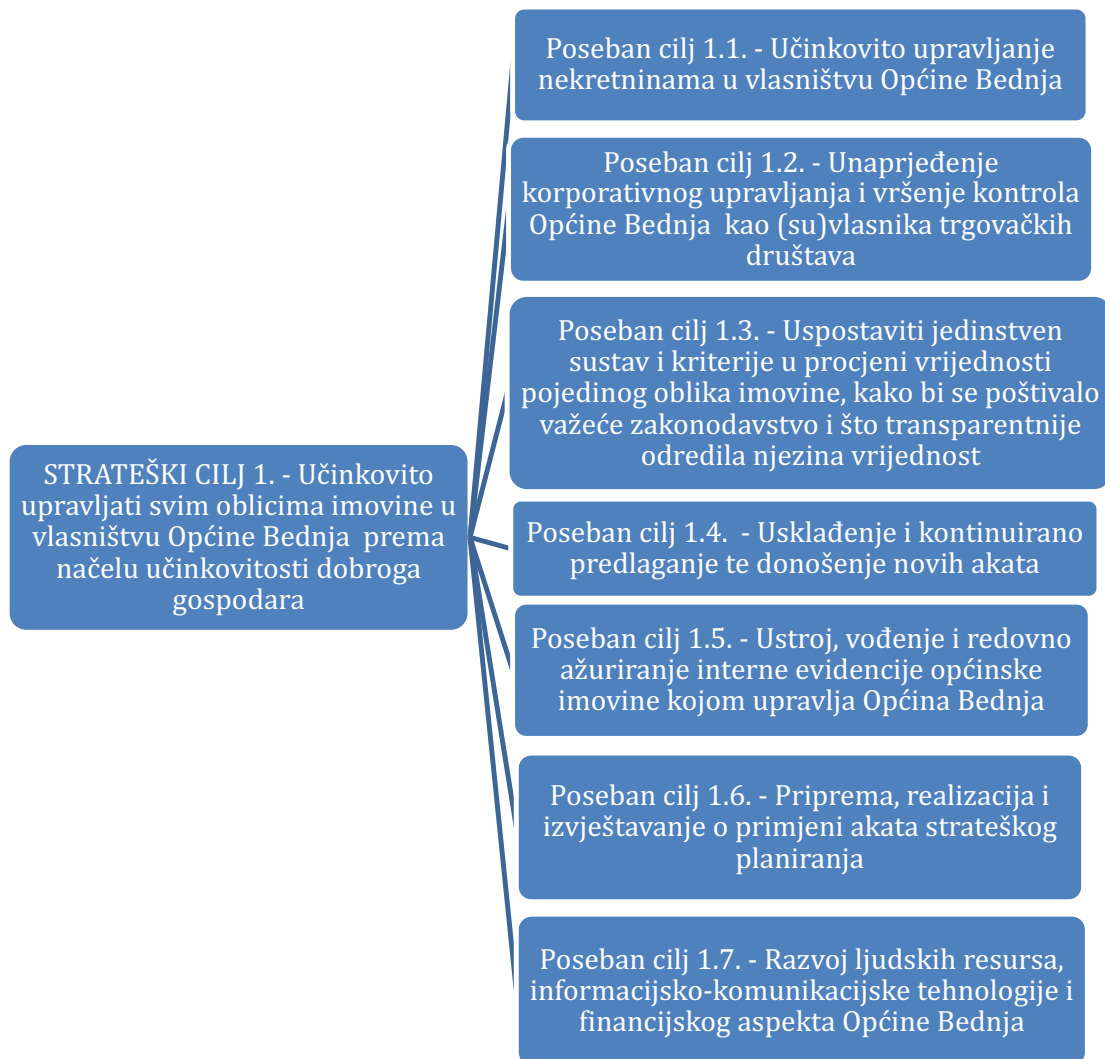 STRATEŠKI CILJ 1. - Učinkovito
upravljati svim oblicima imovine u
vlasništvu Općine Bednja  prema
načelu učinkovitosti dobroga
gospodara
Poseban cilj 1.1. - Učinkovito upravljanje
nekretninama u vlasništvu Općine Bednja
Poseban cilj 1.2. - Unaprjeđenje
korporativnog upravljanja i vršenje kontrola
Općine Bednja  kao (su)vlasnika trgovačkih
društava
Poseban cilj 1.3. - Uspostaviti jedinstven
sustav i kriterije u procjeni vrijednosti
pojedinog oblika imovine, kako bi se poštivalo
važeće zakonodavstvo i što transparentnije
odredila njezina vrijednost
Poseban cilj 1.4.  - Usklađenje i kontinuirano
predlaganje te donošenje novih akata
Poseban cilj 1.5. - Ustroj, vođenje i redovno
ažuriranje interne evidencije općinske
imovine kojom upravlja Općina Bednja
Poseban cilj 1.6. - Priprema, realizacija i
izvještavanje o primjeni akata strateškog
planiranja
Poseban cilj 1.7. - Razvoj ljudskih resursa,
informacijsko-komunikacijske tehnologije i
financijskog aspekta Općine Bednja